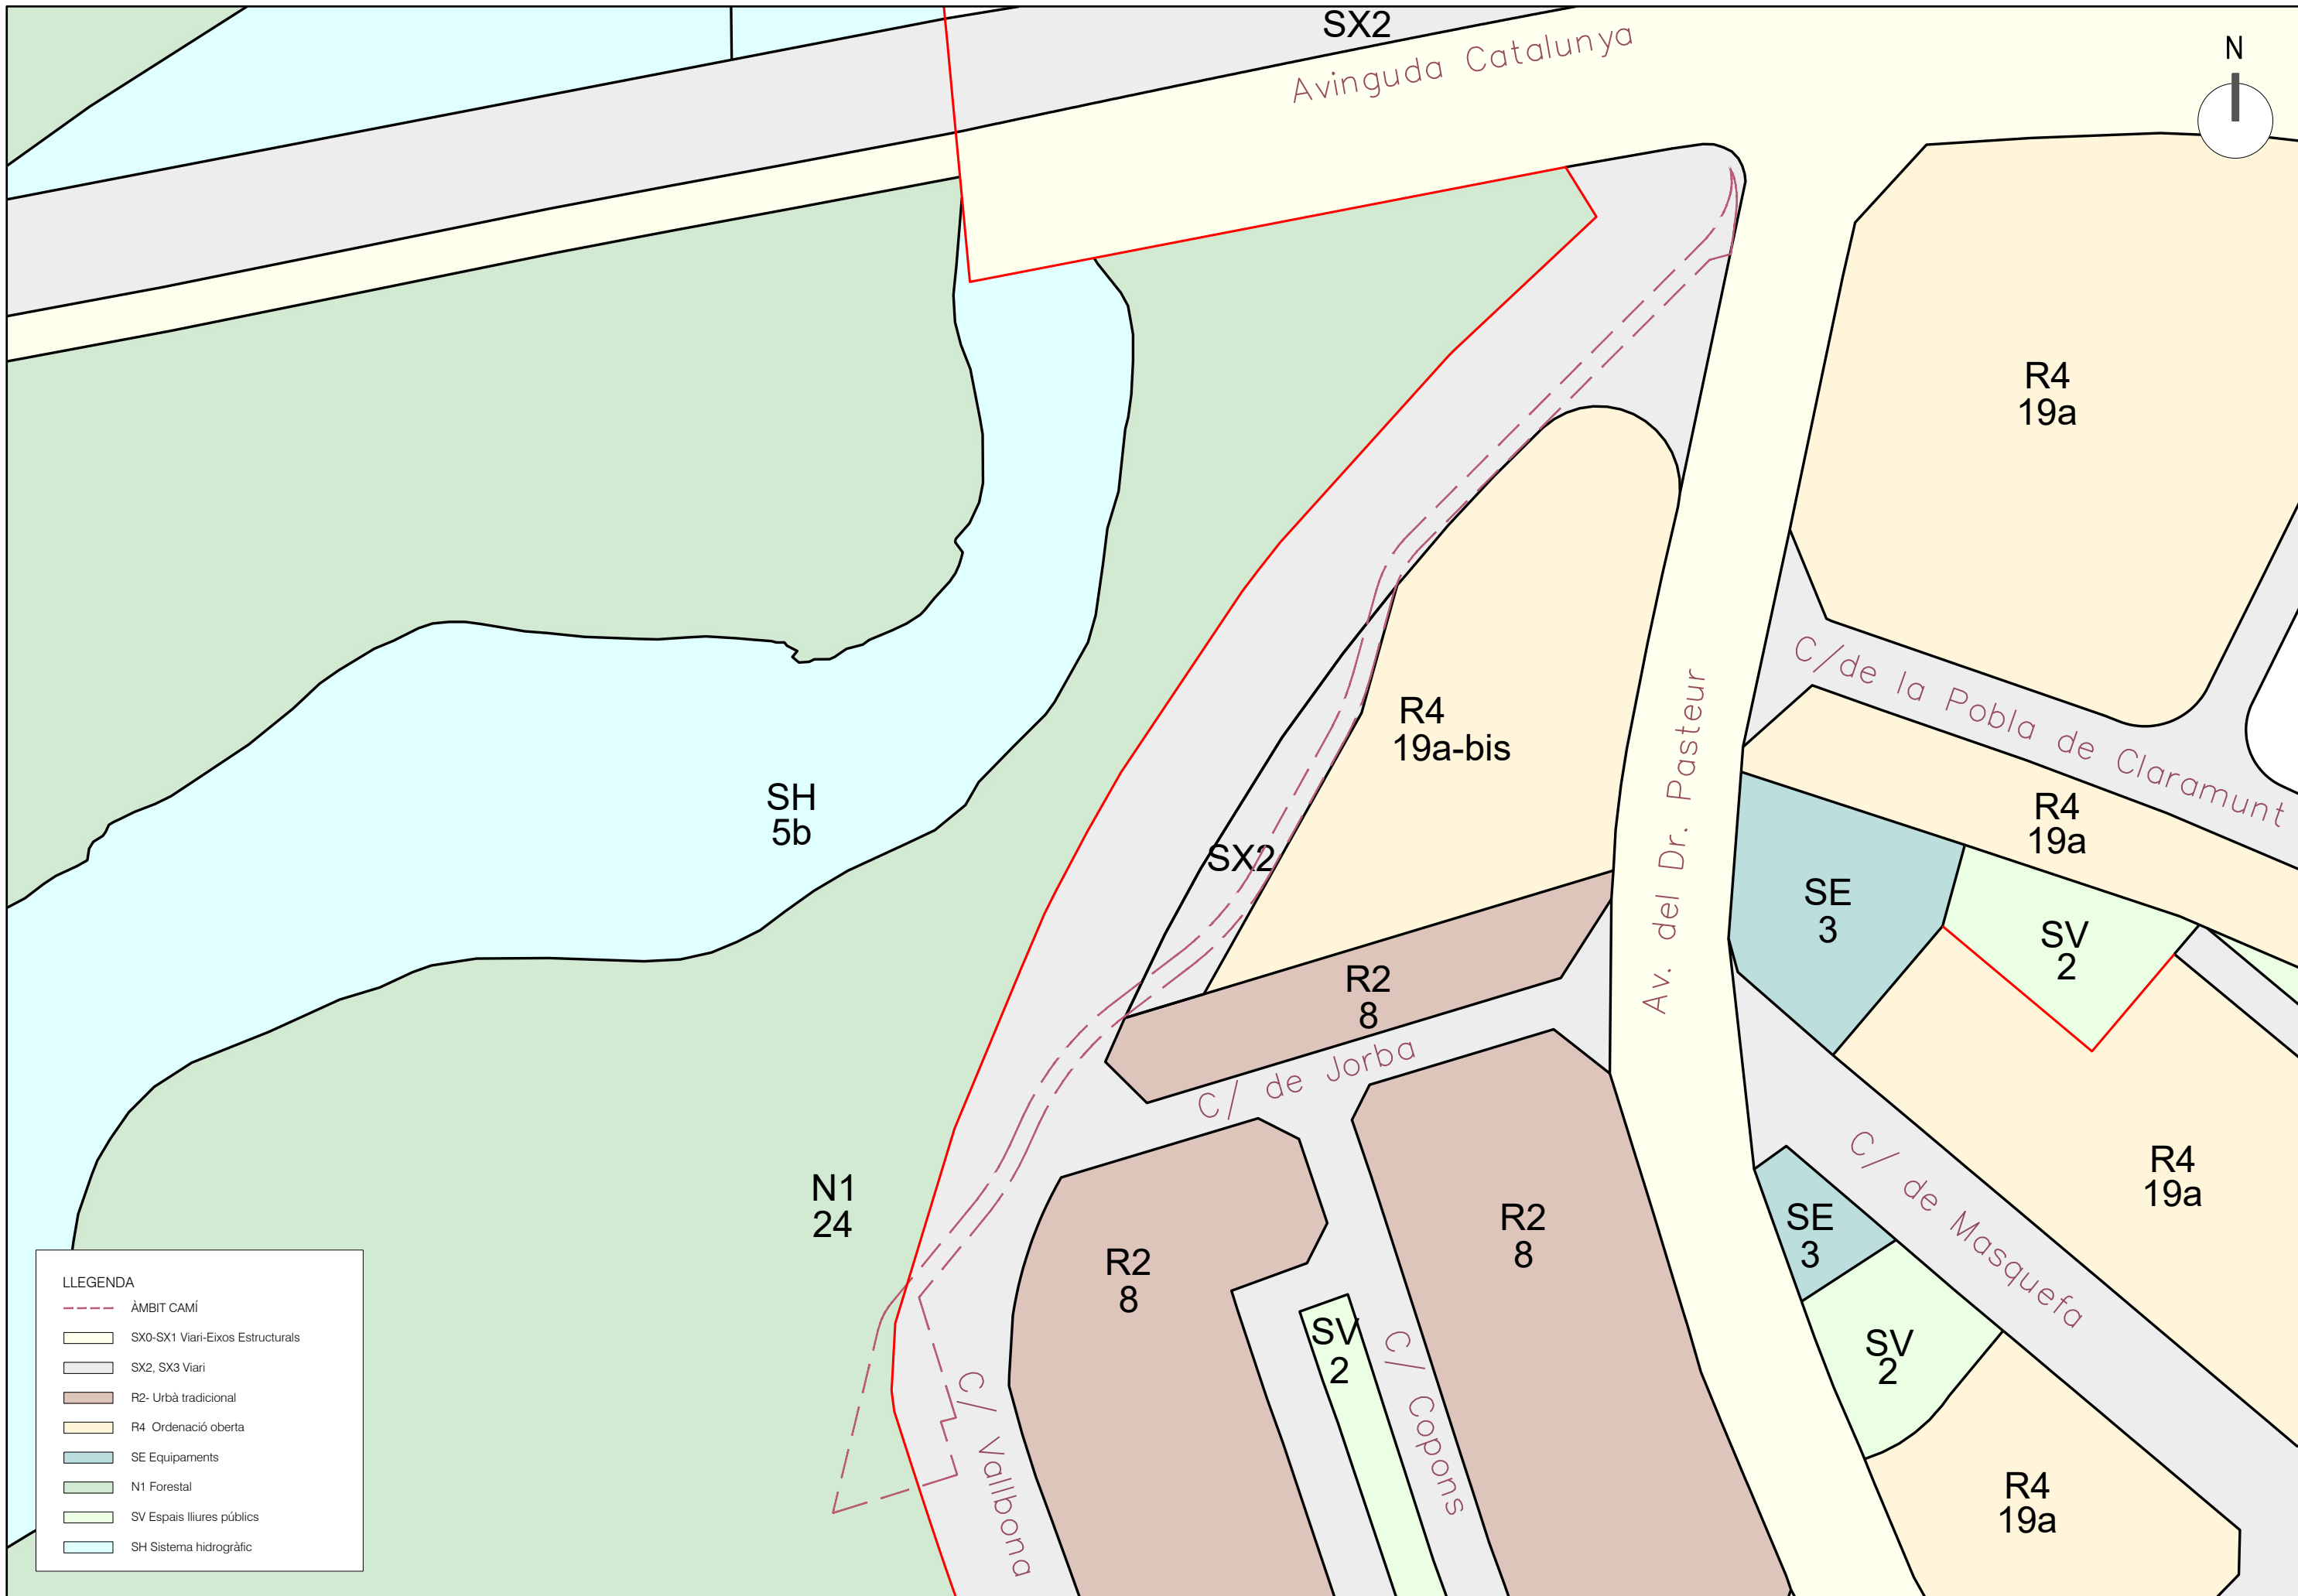 SX2
Avinguda Catalunya
N
R4
19a
C/de la Pobla de Claramunt
R4
19a-bis
Av. del Dr. Pasteur
SH
5b
R4
19a
SX2
SE
3
SV
2
R2
8
C/ de Jorba
N1
24
R2
8
R2
8
C/ de Masquefa
R4
19a
SE
3
SV
2
SV
2
C/ Copons
C/ Vallbona
R4
19a
LLEGENDA
ÀMBIT CAMÍ
SX0-SX1 Viari-Eixos Estructurals
SX2, SX3 Viari
R2- Urbà tradicional
R4 Ordenació oberta
SE Equipaments
N1 Forestal
SV Espais lliures públics
SH Sistema hidrogràfic